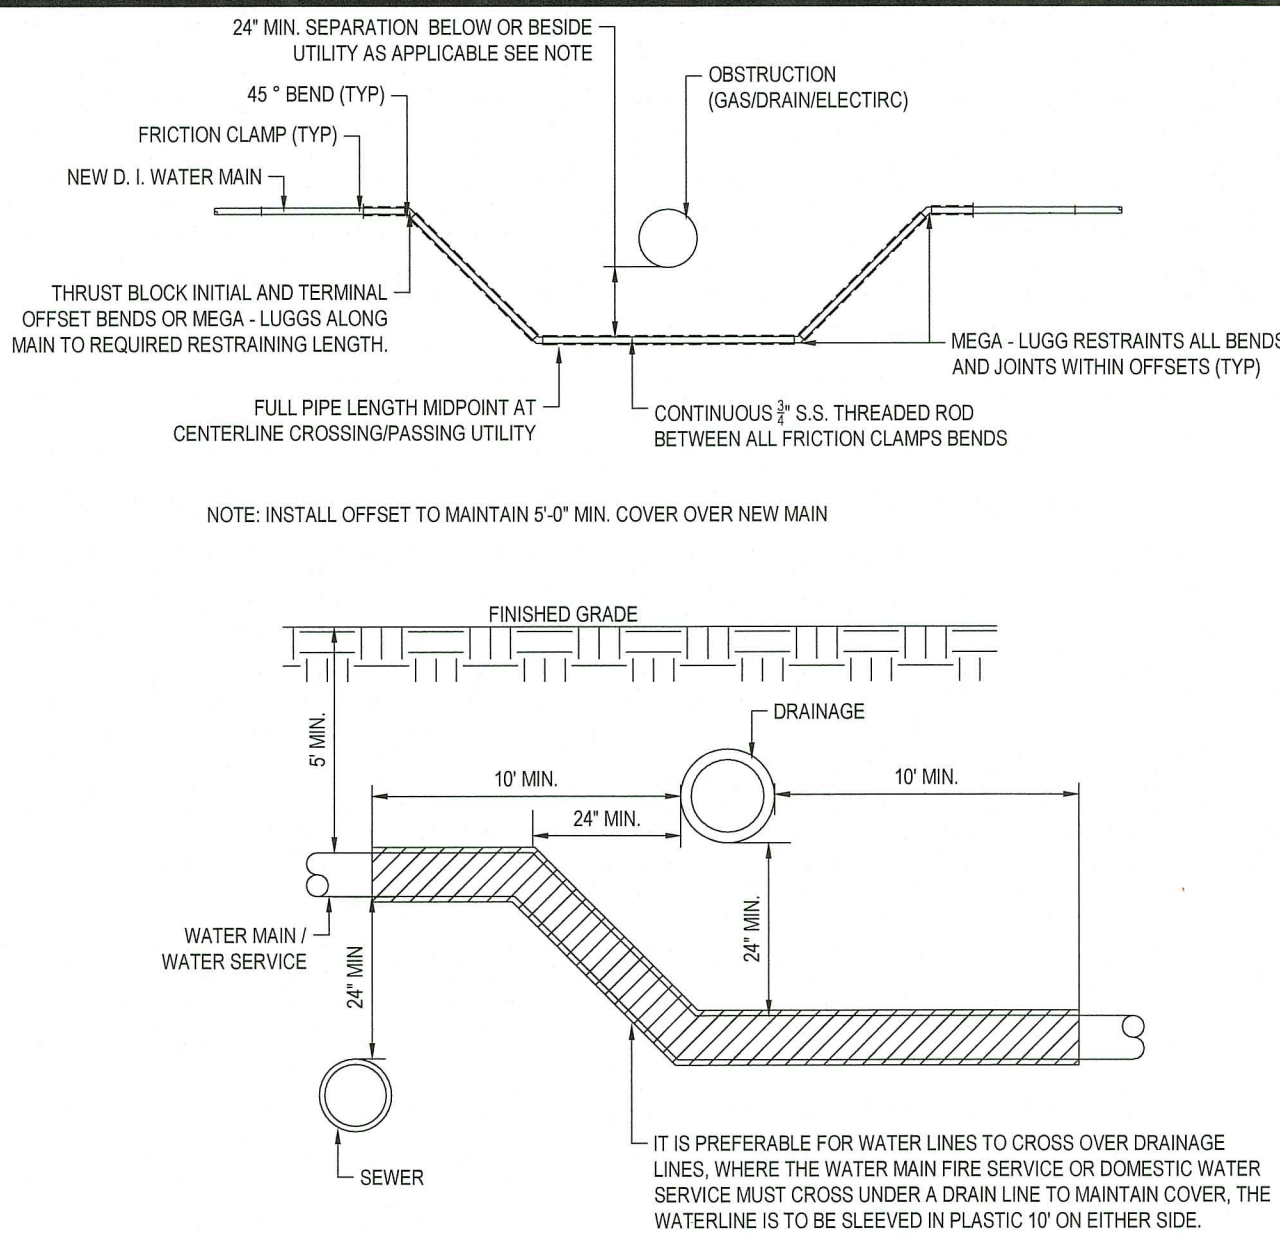 24" MIN. SEPARATION BELOW OR BESIDE
UTILITY AS APPLICABLE SEE NOTE
OBSTRUCTION
(GAS/DRAIN/ELECTIRC)
45 ° BEND (TYP)
FRICTION CLAMP (TYP)
NEW D. I. WATER MAIN
THRUST BLOCK INITIAL AND TERMINAL
OFFSET BENDS OR MEGA - LUGGS ALONG
MAIN TO REQUIRED RESTRAINING LENGTH.
MEGA - LUGG RESTRAINTS ALL BENDS
AND JOINTS WITHIN OFFSETS (TYP)
FULL PIPE LENGTH MIDPOINT AT
CENTERLINE CROSSING/PASSING UTILITY
CONTINUOUS 3/4" S.S. THREADED ROD
BETWEEN ALL FRICTION CLAMPS BENDS
NOTE: INSTALL OFFSET TO MAINTAIN 5'-0" MIN. COVER OVER NEW MAIN
FINISHED GRADE
5' MIN.
DRAINAGE
10' MIN.
10' MIN.
24" MIN.
24" MIN.
WATER MAIN /
WATER SERVICE
24" MIN
SEWER
IT IS PREFERABLE FOR WATER LINES TO CROSS OVER DRAINAGE
LINES, WHERE THE WATER MAIN FIRE SERVICE OR DOMESTIC WATER
SERVICE MUST CROSS UNDER A DRAIN LINE TO MAINTAIN COVER, THE
WATERLINE IS TO BE SLEEVED IN PLASTIC 10' ON EITHER SIDE.